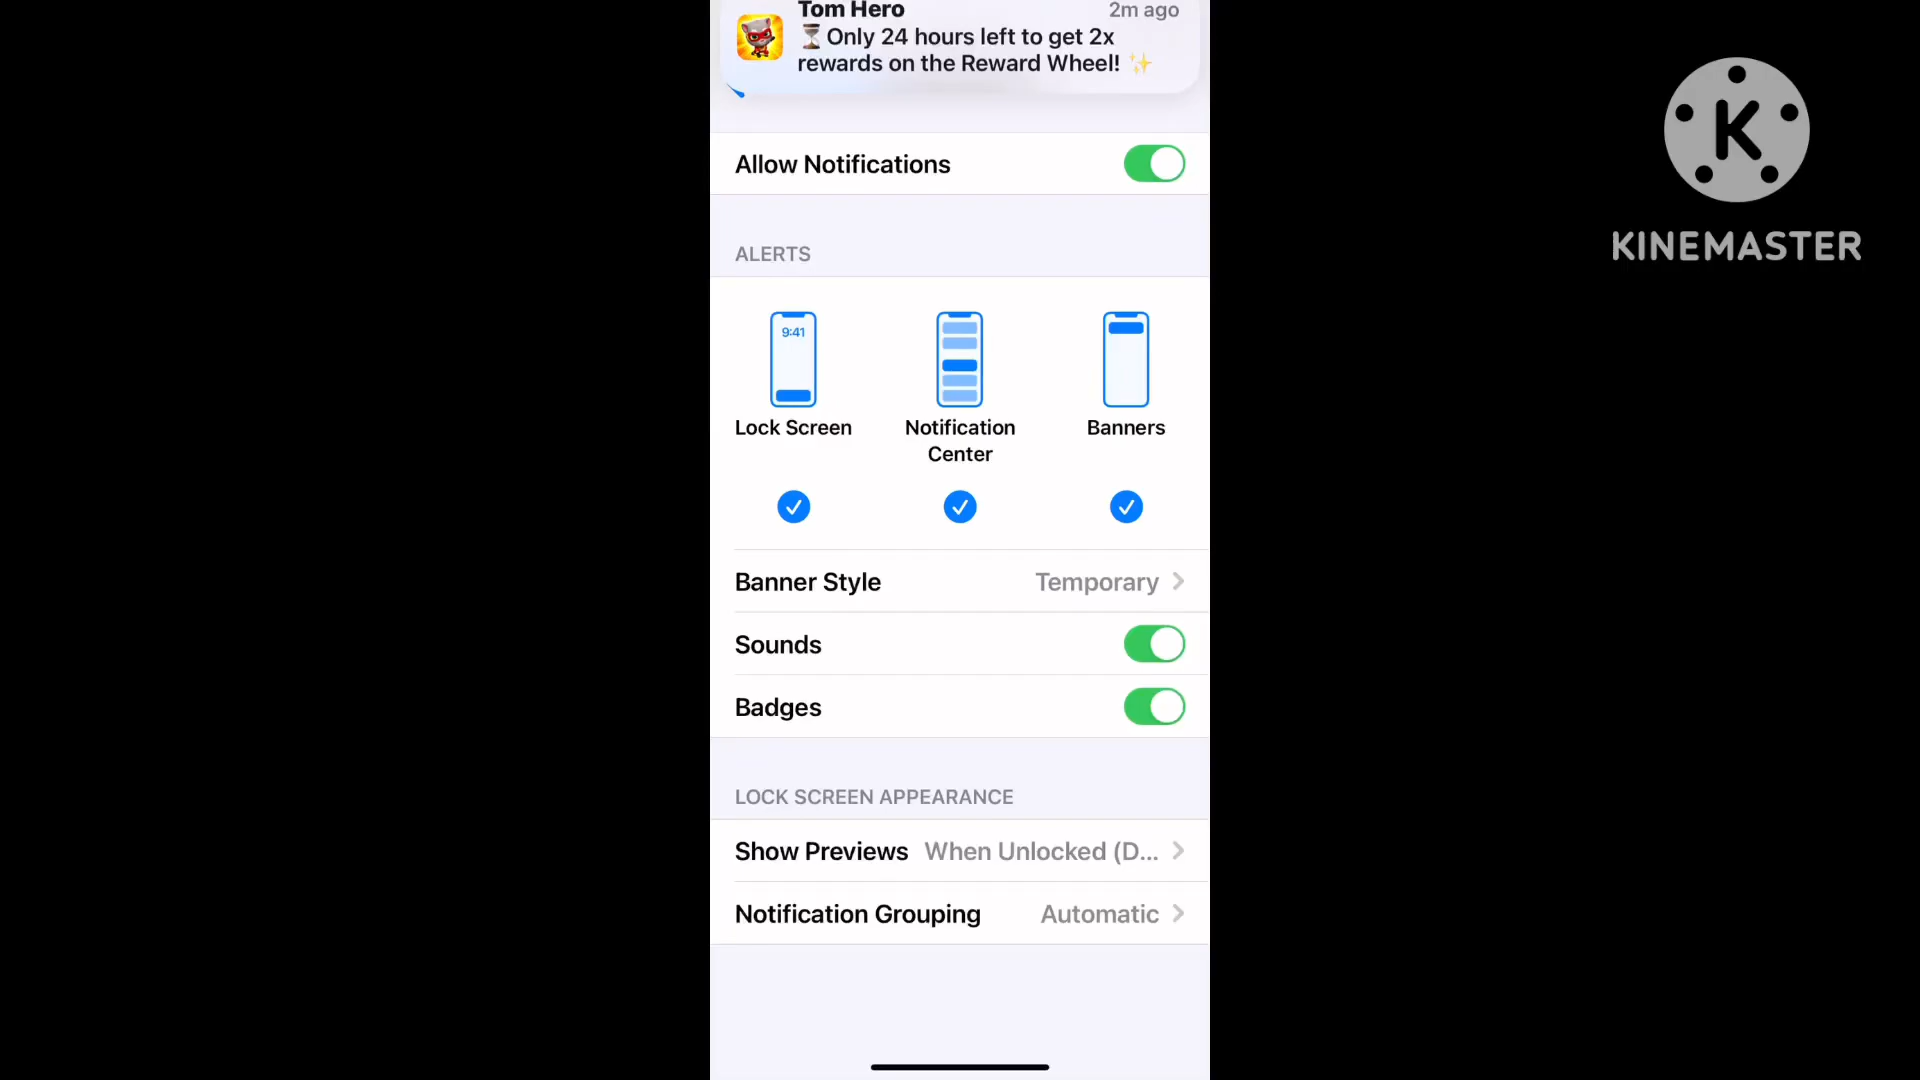 Tom Hero 2m ago
⏳Only 24 hours left to get 2x
rewards on the Reward Wheel! ✨
Allow Notifications
ALERTS
9:41
Lock Screen
Notification
Center
Banners
Banner Style Temporary
Sounds
Badges
LOCK SCREEN APPEARANCE
Show Previews When Unlocked (D...
Notification Grouping Automatic
K
KINEMASTER